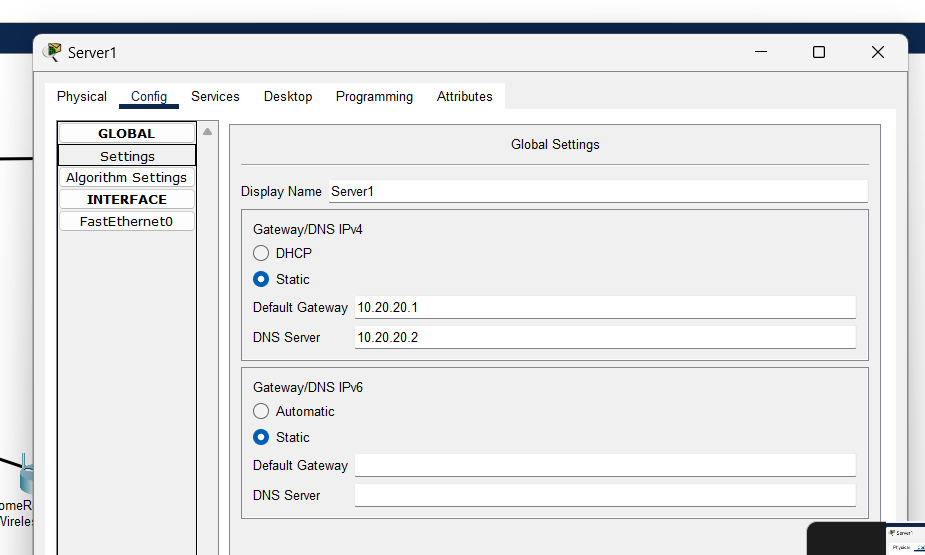 Server1
Physical Config Services Desktop Programming Attributes
GLOBAL
Settings
Algorithm Settings
INTERFACE
FastEthernet0
Global Settings
Display Name Server1
Gateway/DNS IPv4
DHCP
Static
Default Gateway 10.20.20.1
DNS Server 10.20.20.2
Gateway/DNS IPv6
Automatic
Static
Default Gateway
DNS Server
omeR
Wireles
Server1
Physical